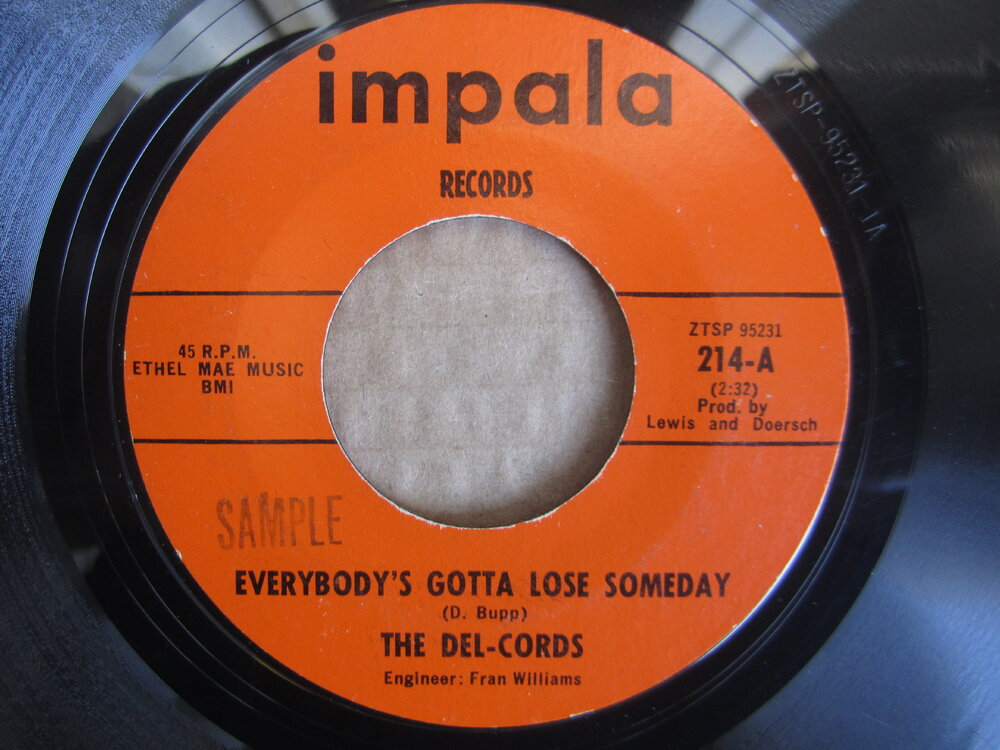 impala
RECORDS
45 R.P.M.
ETHEL MAE MUSIC
BMI
ZTSP 95231
214-A
(2:32)
Prod. by
Lewis and Doersch
SAMPLE
EVERYBODY'S GOTTA LOSE SOMEDAY
(D. Bupp)
THE DEL-CORDS
Engineer: Fran Williams
ZTSP-95231-1A